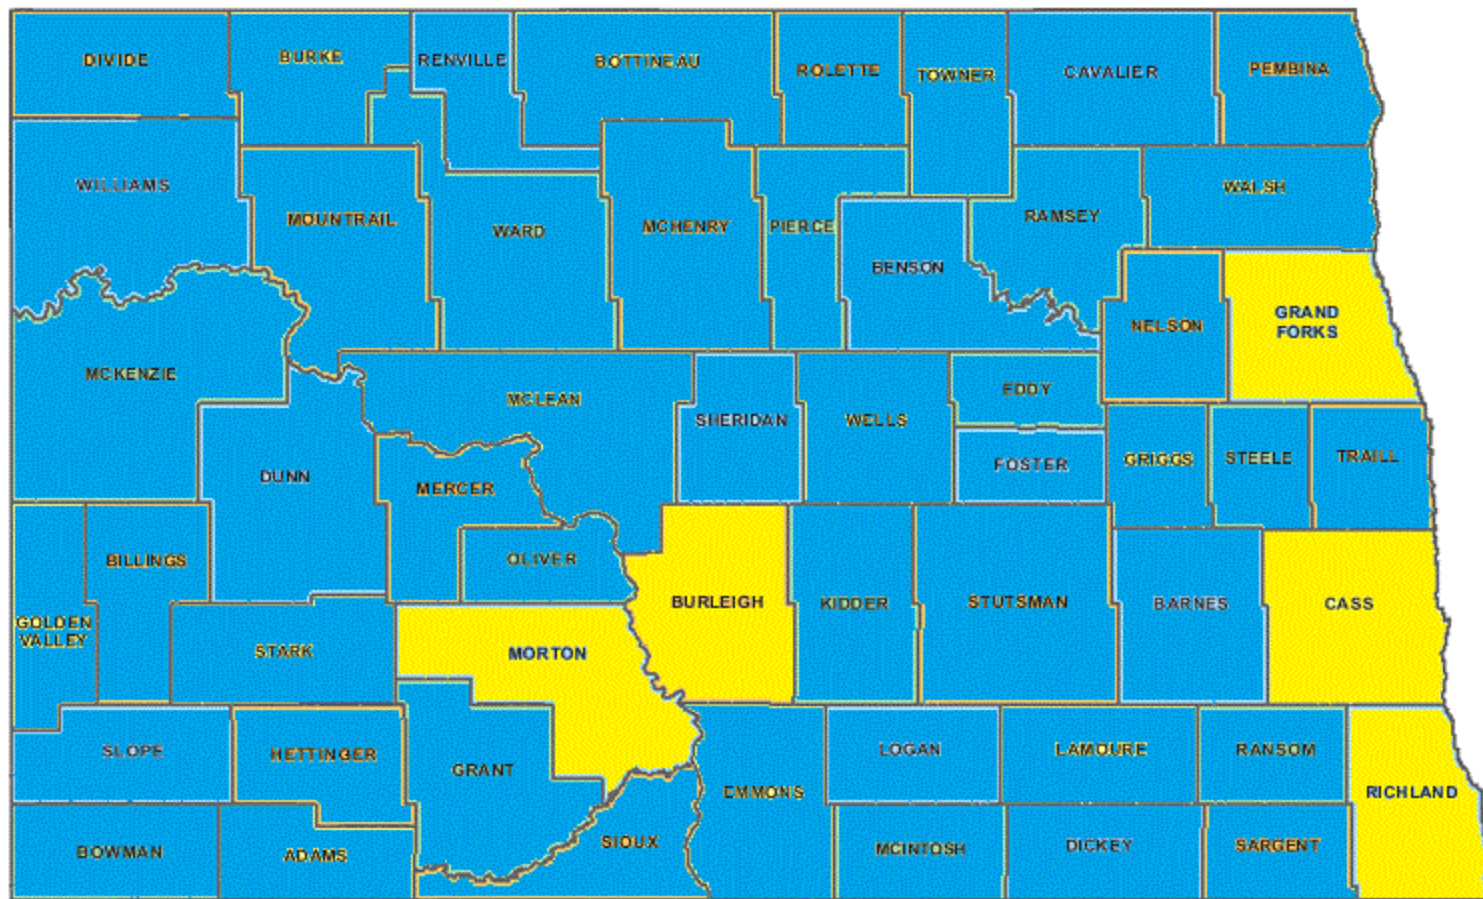 DIVIDE
BURKE
RENVILLE
BOTTINEAU
ROLETTE
TOWNER
CAVALIER
PEMBINA
WILLIAMS
MOUNTRAIL
WARD
MCHENRY
PIERCE
BENSON
RAMSEY
WALSH
NELSON
GRAND
FORKS
MCKENZIE
DUNN
MCLEAN
MERCER
OLIVER
SHERIDAN
WELLS
EDDY
FOSTER
GRIGGS
STEELE
TRAILL
GOLDEN
VALLEY
BILLINGS
STARK
MORTON
BURLEIGH
KIDDER
STUTSMAN
BARNES
CASS
SLOPE
HETTINGER
GRANT
EMMONS
LOGAN
LAMOURE
RANSOM
RICHLAND
BOWMAN
ADAMS
SIOUX
MCINTOSH
DICKEY
SARGENT